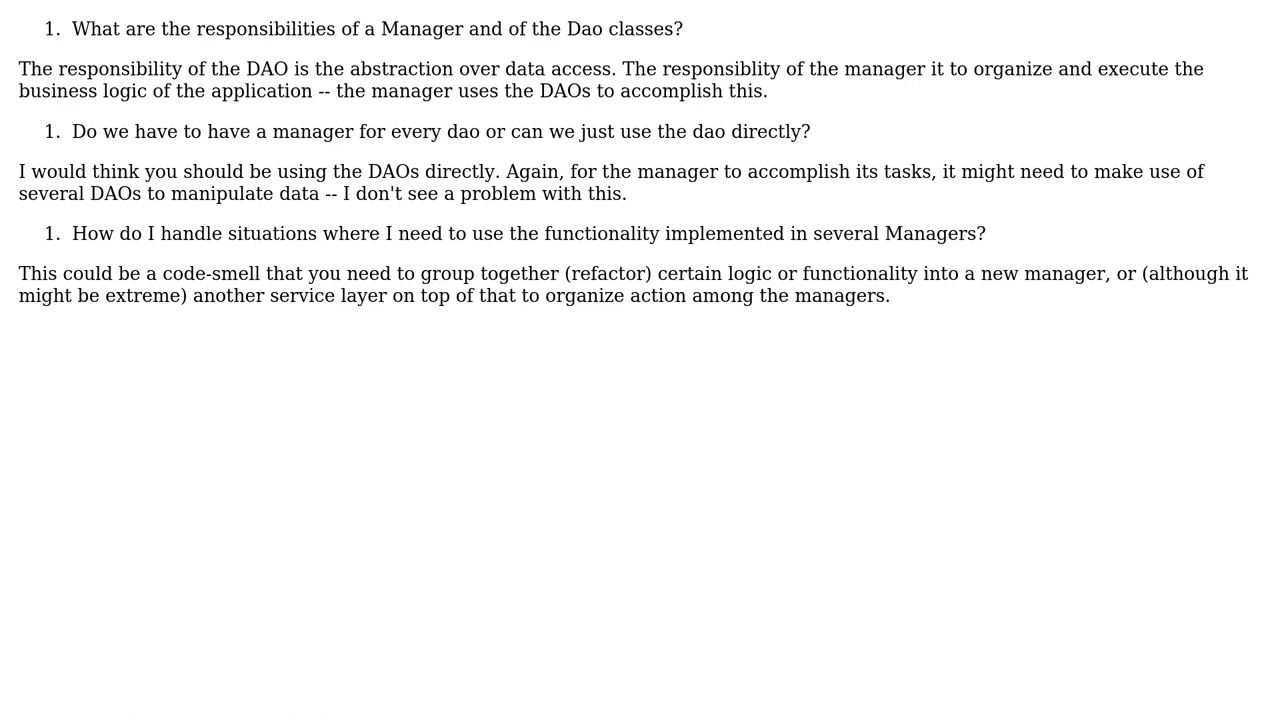 1. What are the responsibilities of a Manager and of the Dao classes?
The responsibility of the DAO is the abstraction over data access. The responsiblity of the manager it to organize and execute the
business logic of the application -- the manager uses the DAOs to accomplish this.
1. Do we have to have a manager for every dao or can we just use the dao directly?
I would think you should be using the DAOs directly. Again, for the manager to accomplish its tasks, it might need to make use of
several DAOs to manipulate data -- I don't see a problem with this.
1. How do I handle situations where I need to use the functionality implemented in several Managers?
This could be a code-smell that you need to group together (refactor) certain logic or functionality into a new manager, or (although it
might be extreme) another service layer on top of that to organize action among the managers.